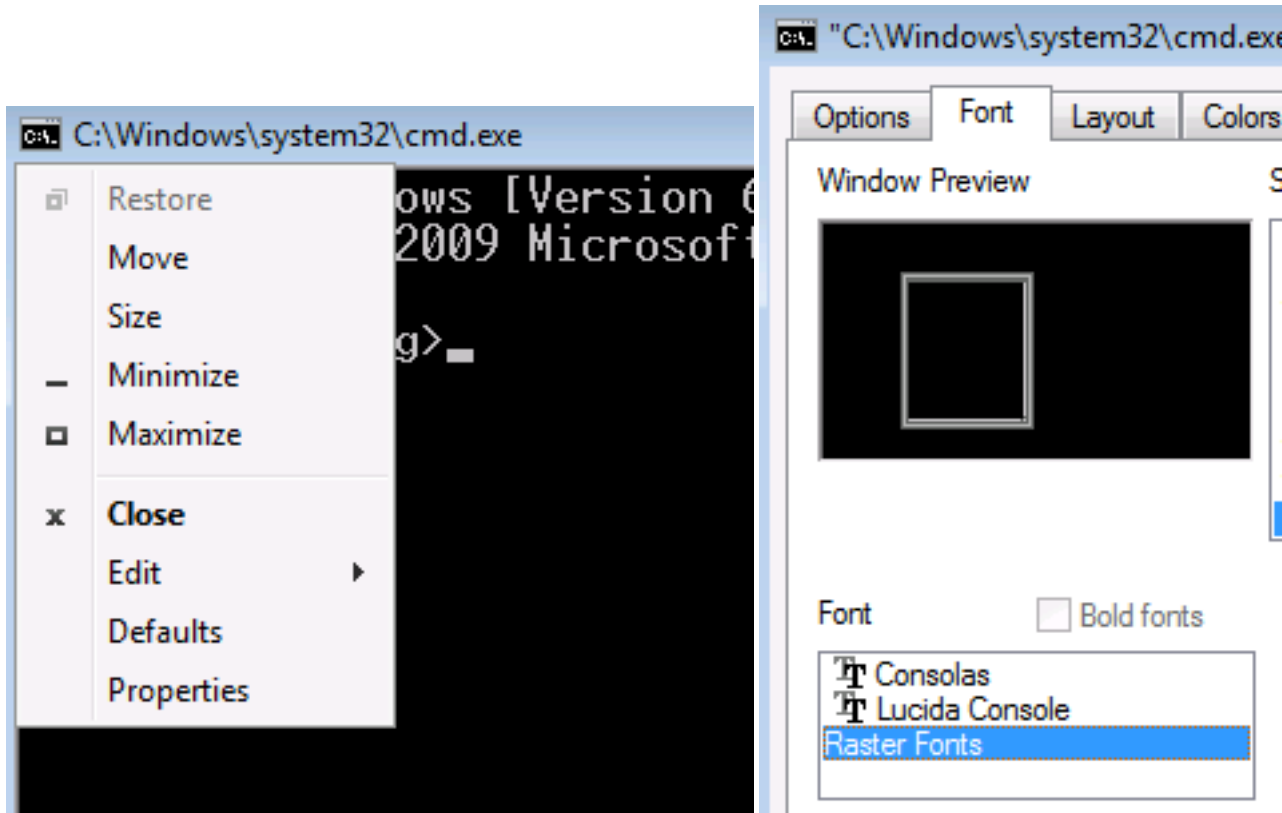 C:\Windows\system32\cmd.exe
Restore
Move
Size
Minimize
Maximize
Close
Edit
Defaults
Properties
ows [Version 6
2009 Microsoft
g>_
"C:\Windows\system32\cmd.exe
Options Font Layout Colors
Window Preview S
Font Bold fonts
Consolas
Lucida Console
Raster Fonts